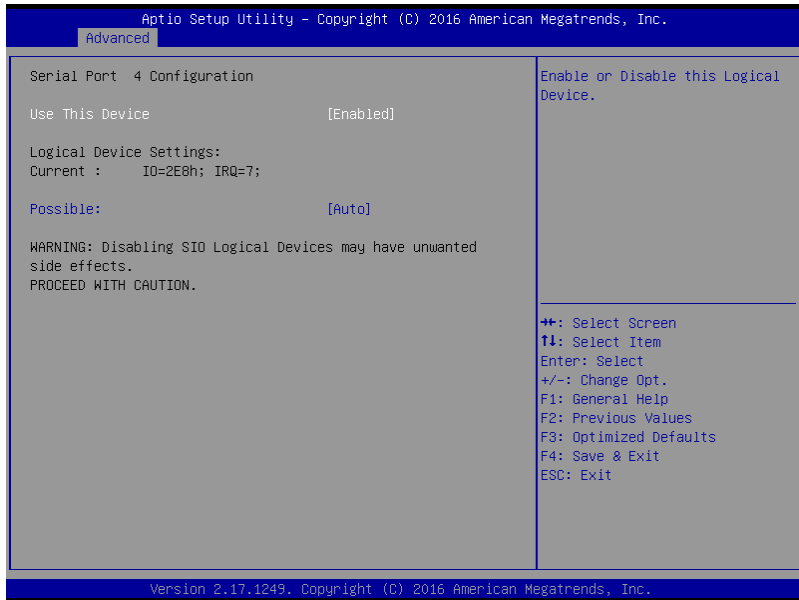 Aptio Setup Utility – Copyright (C) 2016 American Megatrends, Inc.
Advanced
Serial Port  4 Configuration
Use This Device [Enabled]
Logical Device Settings:
Current : IO=2E8h; IRQ=7;
Possible: [Auto]
WARNING: Disabling SIO Logical Devices may have unwanted
side effects.
PROCEED WITH CAUTION.
Enable or Disable this Logical
Device.
→←: Select Screen
↑↓: Select Item
Enter: Select
+/-: Change Opt.
F1: General Help
F2: Previous Values
F3: Optimized Defaults
F4: Save & Exit
ESC: Exit
Version 2.17.1249. Copyright (C) 2016 American Megatrends, Inc.